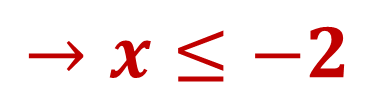 → x ≤ −2